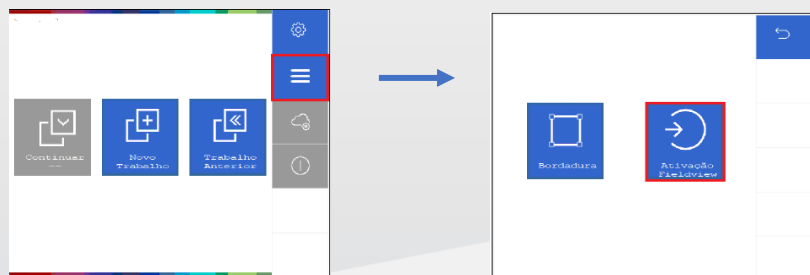 Continuar
--
Novo
Trabalho
Trabalho
Anterior
Bordadura
Ativação
Fieldview